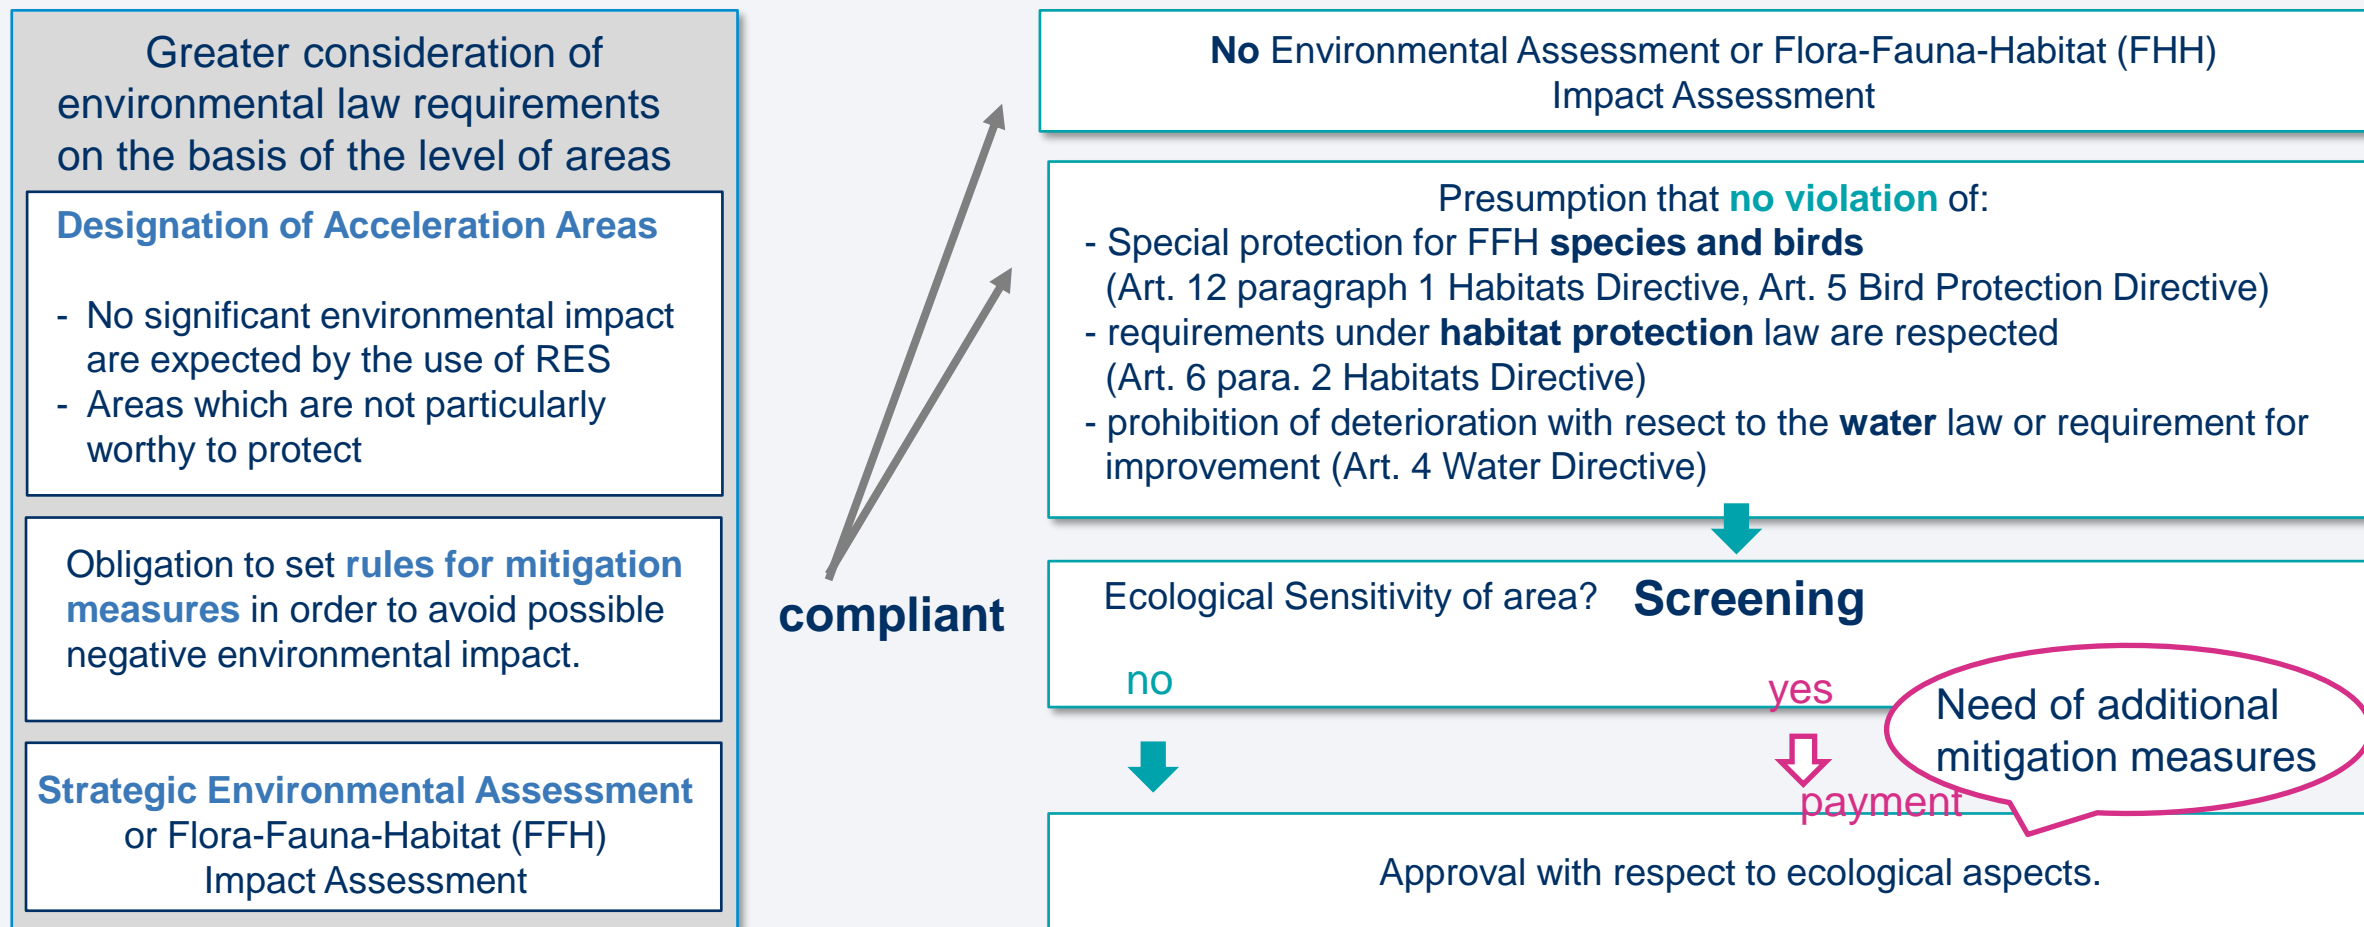 Greater consideration of
environmental law requirements
on the basis of the level of areas
Designation of Acceleration Areas
- No significant environmental impact
are expected by the use of RES
- Areas which are not particularly
worthy to protect
Obligation to set rules for mitigation
measures in order to avoid possible
negative environmental impact.
Strategic Environmental Assessment
or Flora-Fauna-Habitat (FFH)
Impact Assessment
compliant
No Environmental Assessment or Flora-Fauna-Habitat (FHH)
Impact Assessment
Presumption that no violation of:
- Special protection for FFH species and birds
(Art. 12 paragraph 1 Habitats Directive, Art. 5 Bird Protection Directive)
- requirements under habitat protection law are respected
(Art. 6 para. 2 Habitats Directive)
- prohibition of deterioration with resect to the water law or requirement for
improvement (Art. 4 Water Directive)
Ecological Sensitivity of area? Screening
no
yes
Need of additional
mitigation measures
payment
Approval with respect to ecological aspects.